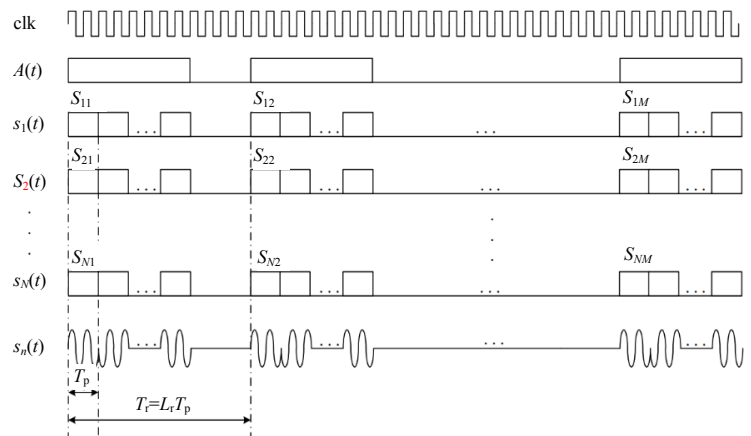 clk
A(t)
S11 S12 S1M
s1(t) ... ... ... ...
S21 S22 S2M
S2(t) ... ... ... ...
. .
. .
. .
SN1 SN2 SNM
sN(t) ... ... ... ...
sn(t) ... ... ... ...
Tp
Tr=LrTp